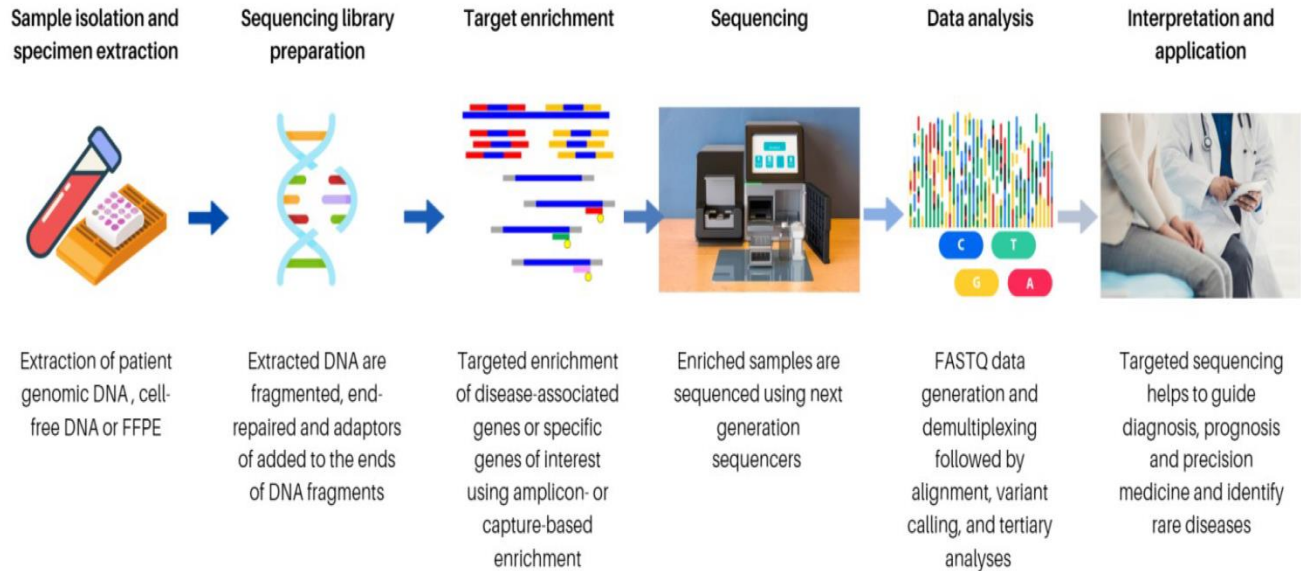 Sample isolation and
specimen extraction
Sequencing library
preparation
Target enrichment
Sequencing
Data analysis
Interpretation and
application
C
T
G
A
Extraction of patient
genomic DNA , cell-
free DNA or FFPE
Extracted DNA are
fragmented, end-
repaired and adaptors
of added to the ends
of DNA fragments
Targeted enrichment
of disease-associated
genes or specific
genes of interest
using amplicon- or
capture-based
enrichment
Enriched samples are
sequenced using next
generation
sequencers
FASTQ data
generation and
demultiplexing
followed by
alignment, variant
calling, and tertiary
analyses
Targeted sequencing
helps to guide
diagnosis, prognosis
and precision
medicine and identify
rare diseases